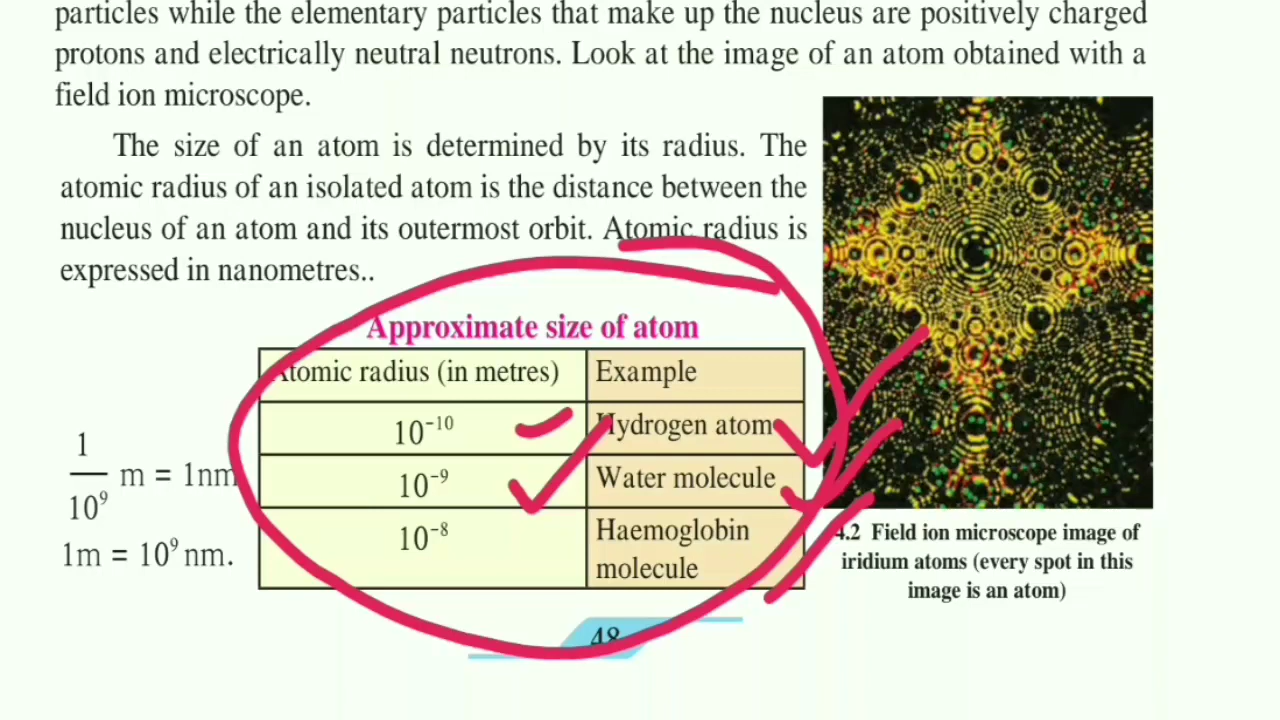 particles while the elementary particles that make up the nucleus are positively charged
protons and electrically neutral neutrons. Look at the image of an atom obtained with a
field ion microscope.
The size of an atom is determined by its radius. The
atomic radius of an isolated atom is the distance between the
nucleus of an atom and its outermost orbit. Atomic radius is
expressed in nanometres..
Approximate size of atom
Atomic radius (in metres) Example
10⁻¹⁰ Hydrogen atom
10⁻⁹ Water molecule
10⁻⁸ Haemoglobin
molecule
1
10⁹ m = 1nm
1m = 10⁹ nm.
4.2 Field ion microscope image of
iridium atoms (every spot in this
image is an atom)
48